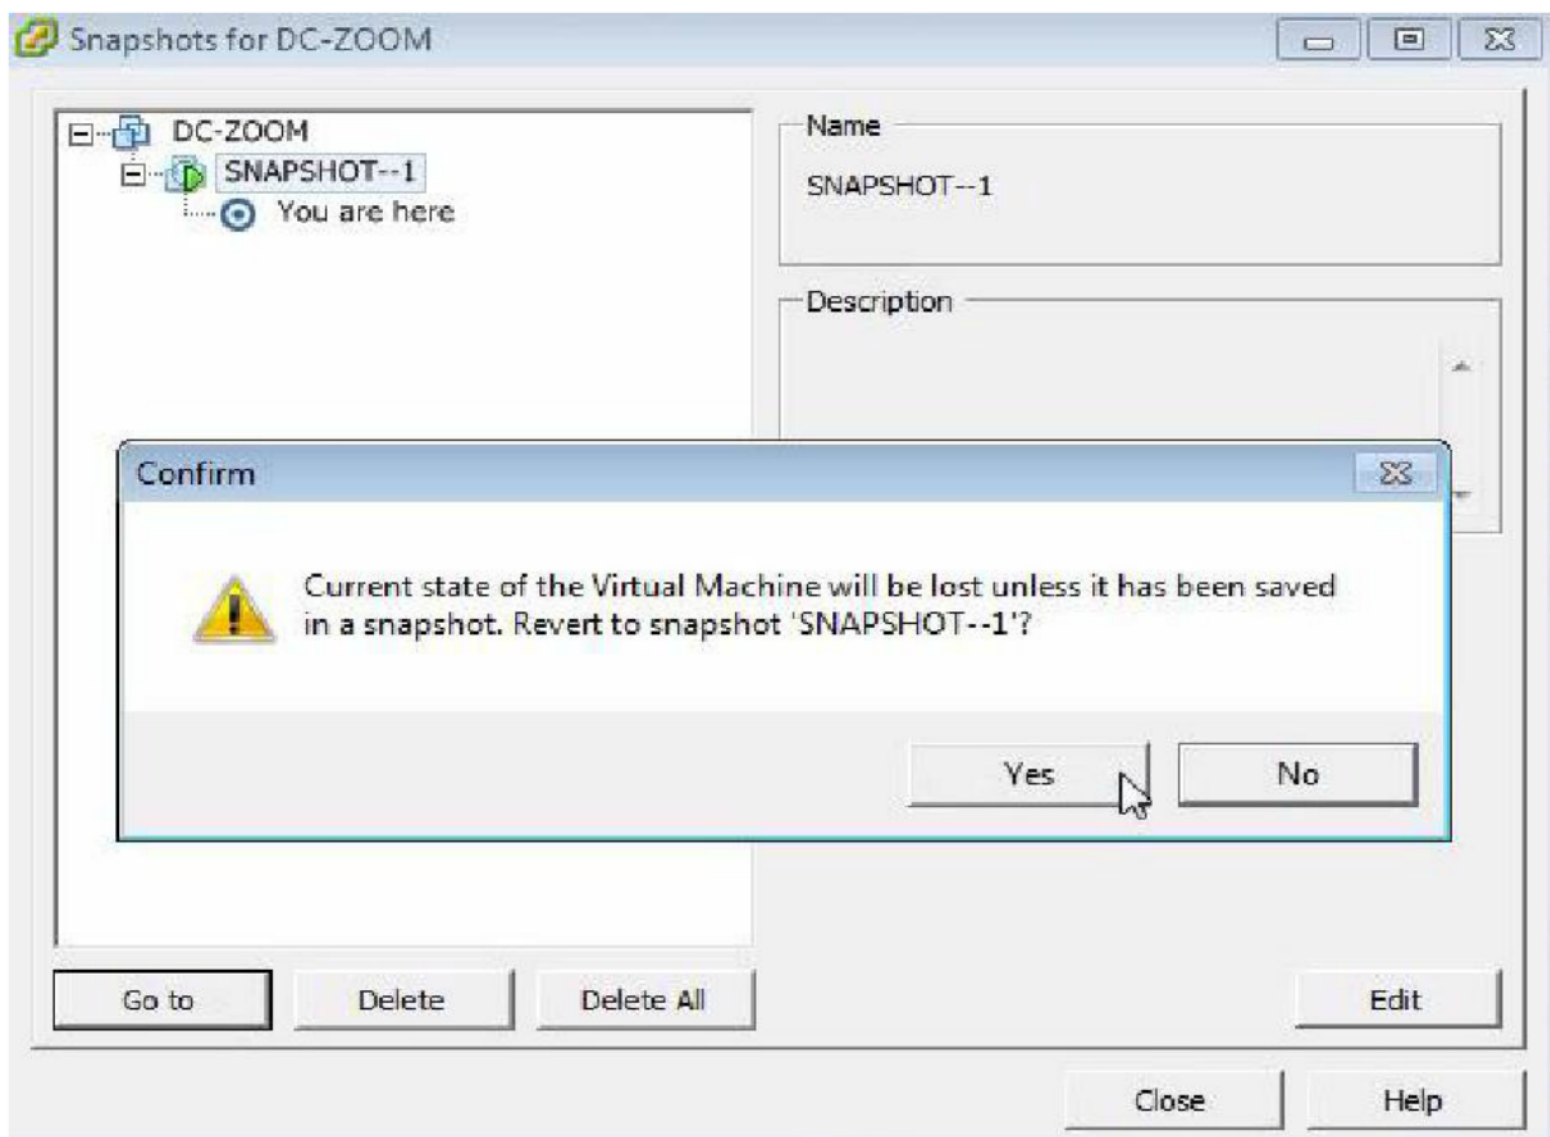 Snapshots for DC-ZOOM
DC-ZOOM
SNAPSHOT--1
You are here
Name
SNAPSHOT--1
Description
Confirm
Current state of the Virtual Machine will be lost unless it has been saved
in a snapshot. Revert to snapshot 'SNAPSHOT--1'?
Yes
No
Go to
Delete
Delete All
Edit
Close
Help